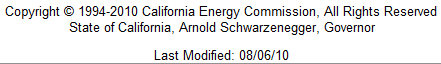 Copyright © 1994-2010 California Energy Commission, All Rights Reserved
State of California, Arnold Schwarzenegger, Governor
Last Modified: 08/06/10